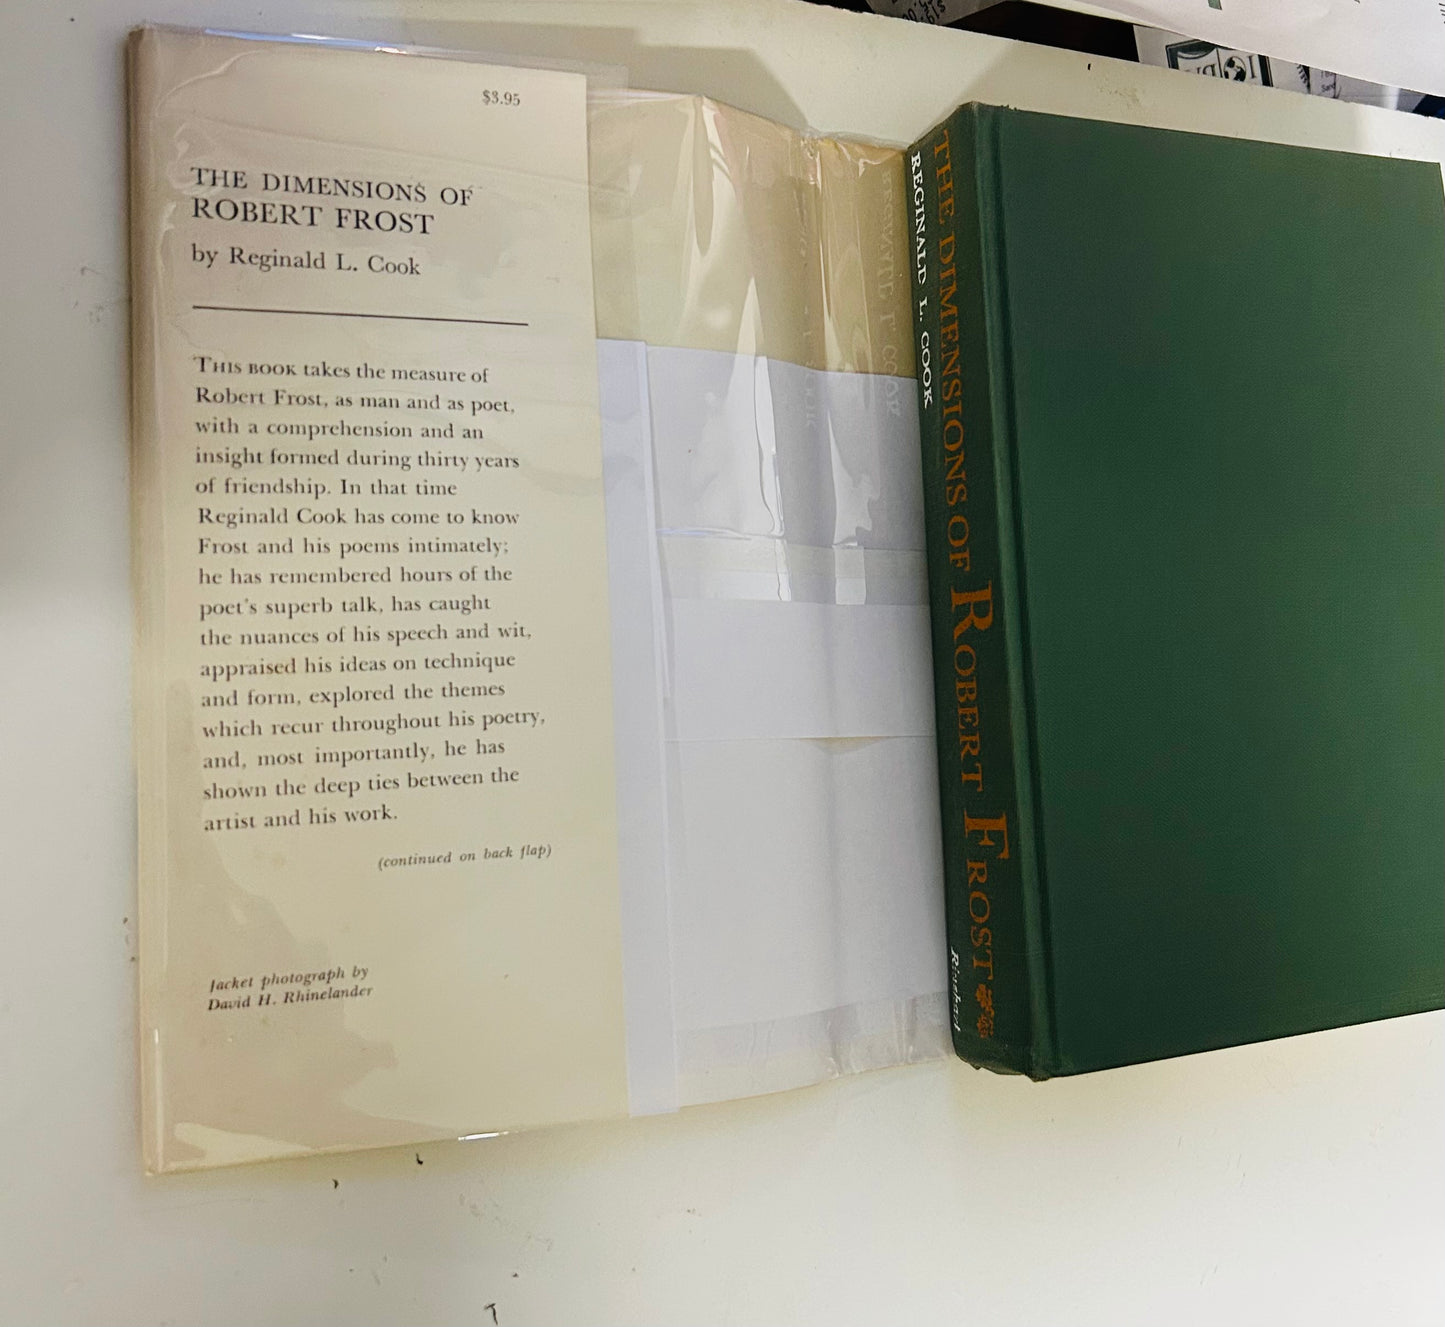 $3.95
THE DIMENSIONS OF
ROBERT FROST
by Reginald L. Cook
THIS BOOK takes the measure of
Robert Frost, as man and as poet,
with a comprehension and an
insight formed during thirty years
of friendship. In that time
Reginald Cook has come to know
Frost and his poems intimately;
he has remembered hours of the
poet's superb talk, has caught
the nuances of his speech and wit,
appraised his ideas on technique
and form, explored the themes
which recur throughout his poetry,
and, most importantly, he has
shown the deep ties between the
artist and his work.
(continued on back flap)
Jacket photograph by
David H. Rhinelander
REGINALD L. COOK
REGINALD L. COOK
THE DIMENSIONS OF ROBERT FROST
Rinehart